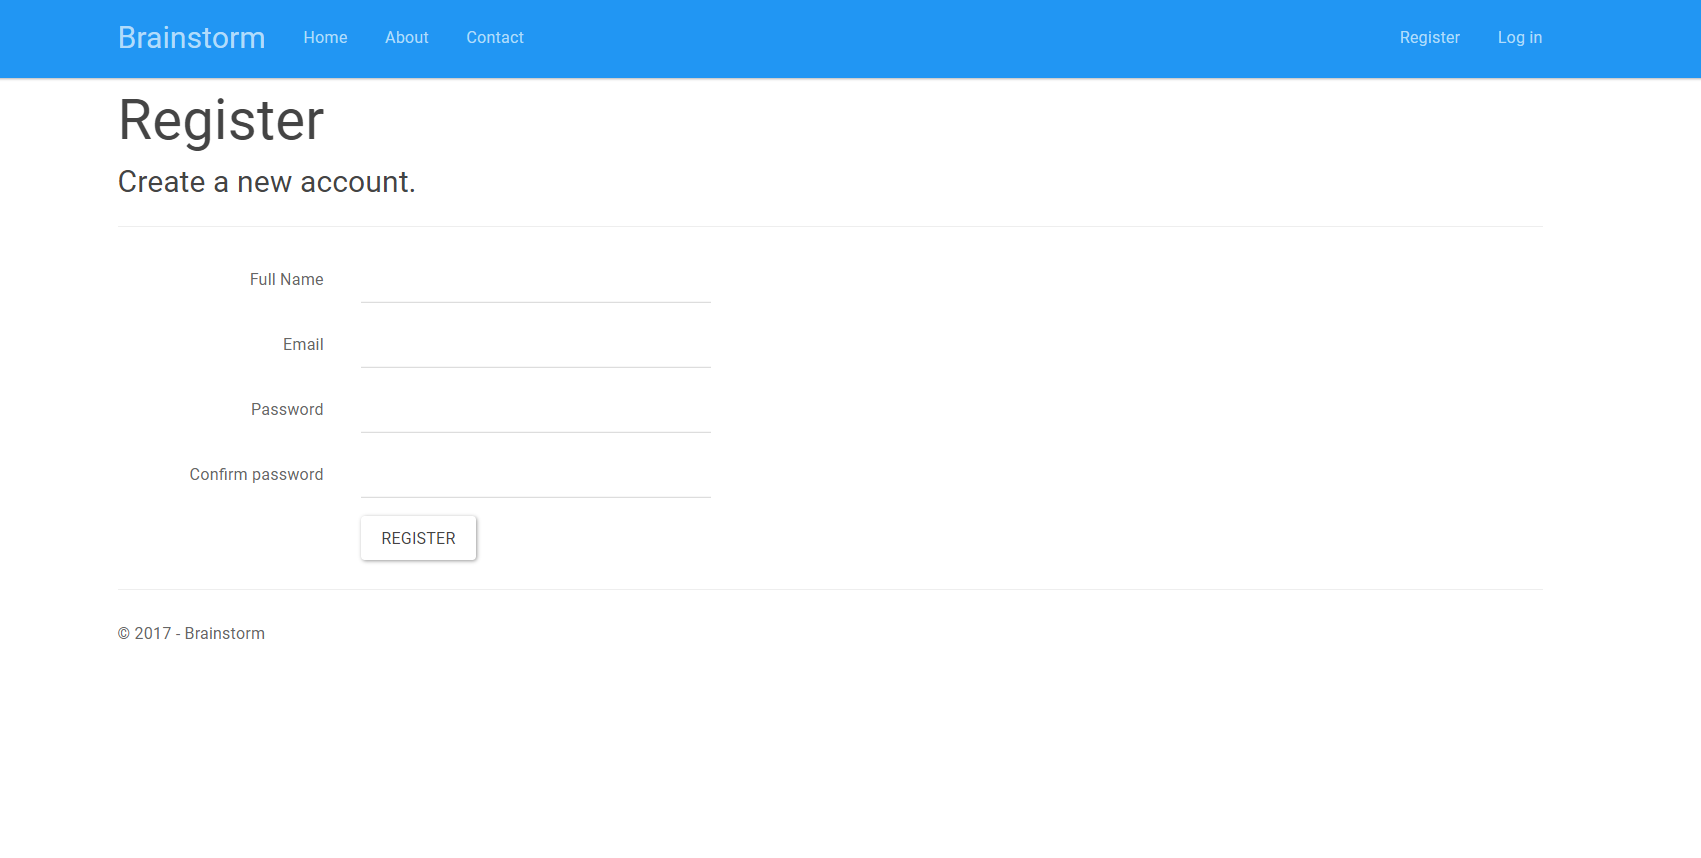 Brainstorm Home About Contact Register Log in
Register
Create a new account.
Full Name
Email
Password
Confirm password
REGISTER
© 2017 - Brainstorm